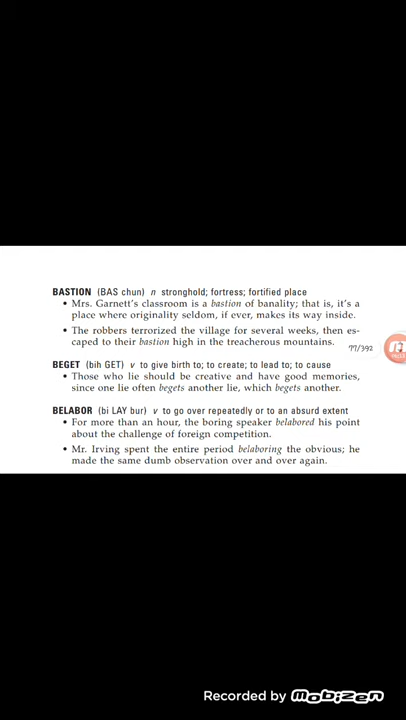 BASTION (BAS chun) n stronghold; fortress; fortified place
• Mrs. Garnett's classroom is a bastion of banality; that is, it's a
place where originality seldom, if ever, makes its way inside.
• The robbers terrorized the village for several weeks, then es-
caped to their bastion high in the treacherous mountains.
77/392
BEGET (bih GET) v to give birth to; to create; to lead to; to cause
• Those who lie should be creative and have good memories,
since one lie often begets another lie, which begets another.
BELABOR (bi LAY bur) v to go over repeatedly or to an absurd extent
• For more than an hour, the boring speaker belabored his point
about the challenge of foreign competition.
• Mr. Irving spent the entire period belaboring the obvious; he
made the same dumb observation over and over again.
Recorded by Mobizen